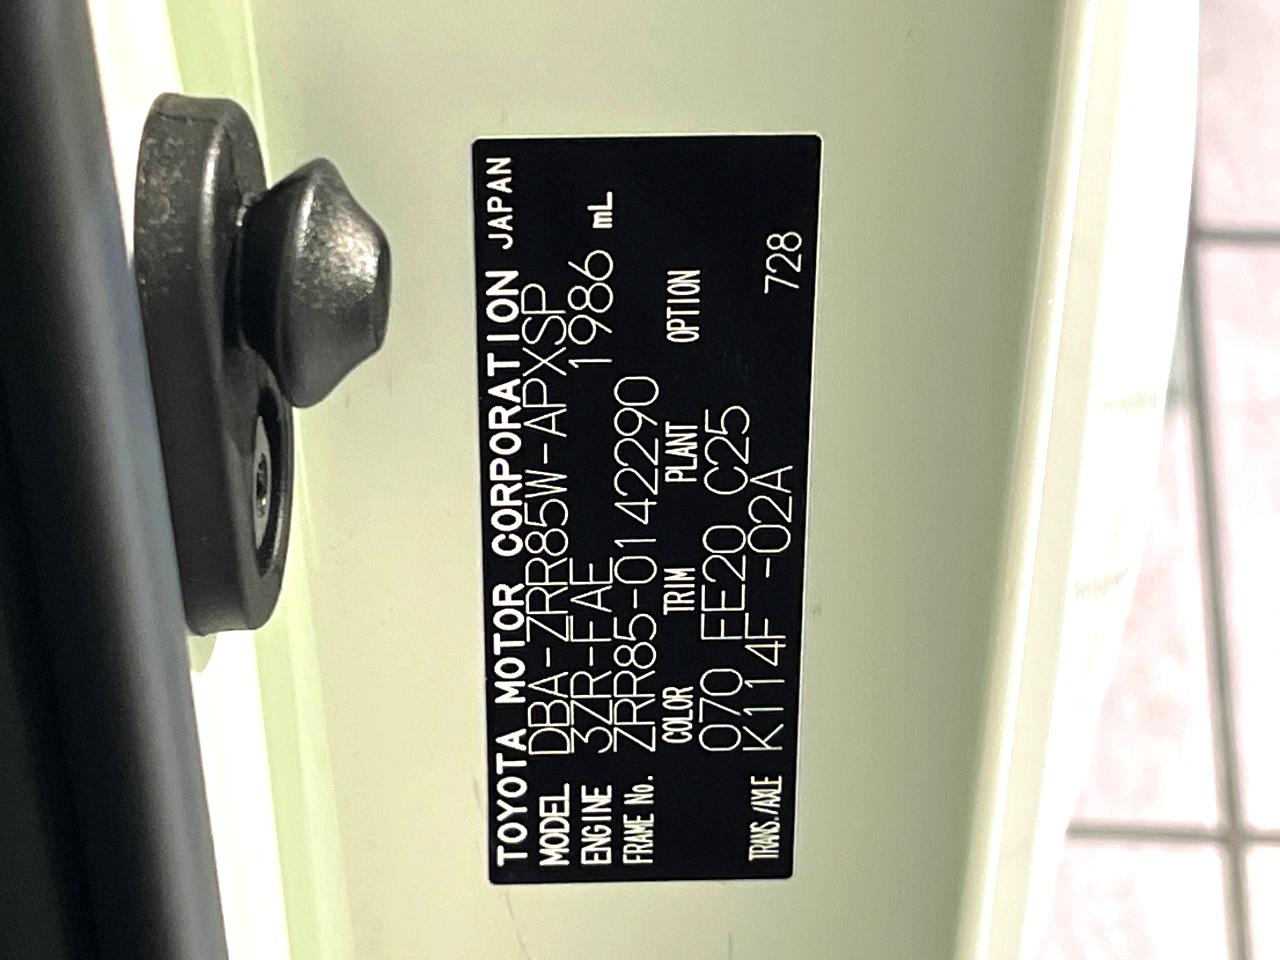 TOYOTA MOTOR CORPORATION JAPAN
MODEL DBA-ZRR85W-APXSP
ENGINE 3ZR-FAE 1986 mL
FRAME No. ZRR85-0142290
COLOR TRIM PLANT OPTION
070 FE20 C25
TRANS./AXLE K114F -02A 728